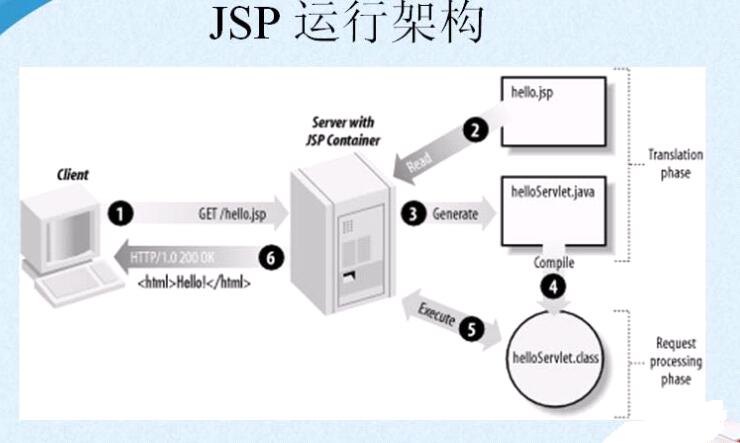 JSP 运行架构
hello.jsp
Server with
JSP Container
2
Read
Translation
phase
Client
helloServlet.java
1
GET /hello.jsp
3
Generate
HTTP/1.0 200 OK
6
<html>Hello!</html>
Compile
4
Execute
5
helloServlet.class
Request
processing
phase